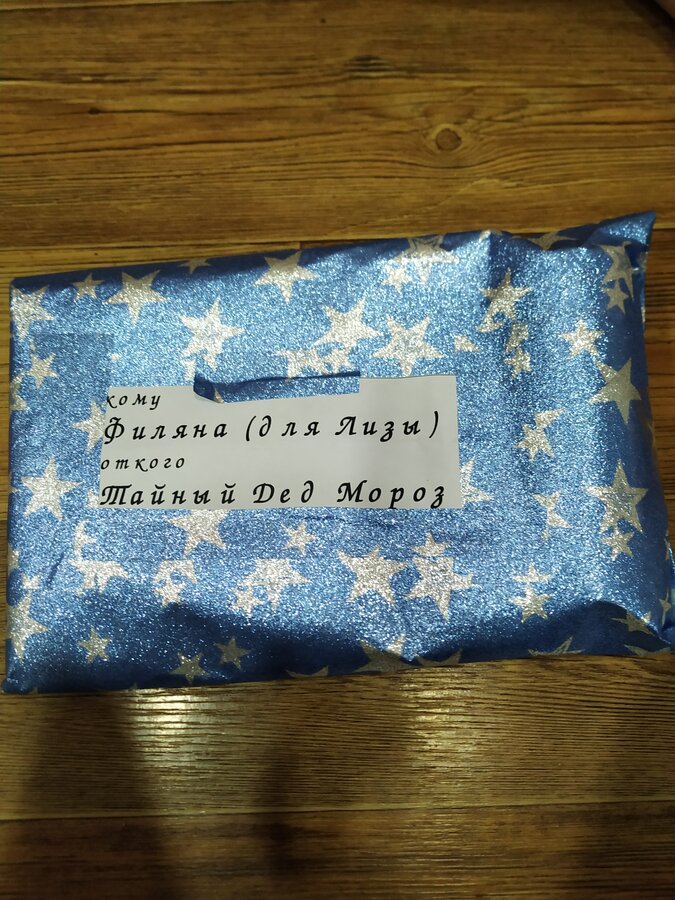 кому
Филяна (для Лизы)
откого
Тайный Дед Мороз